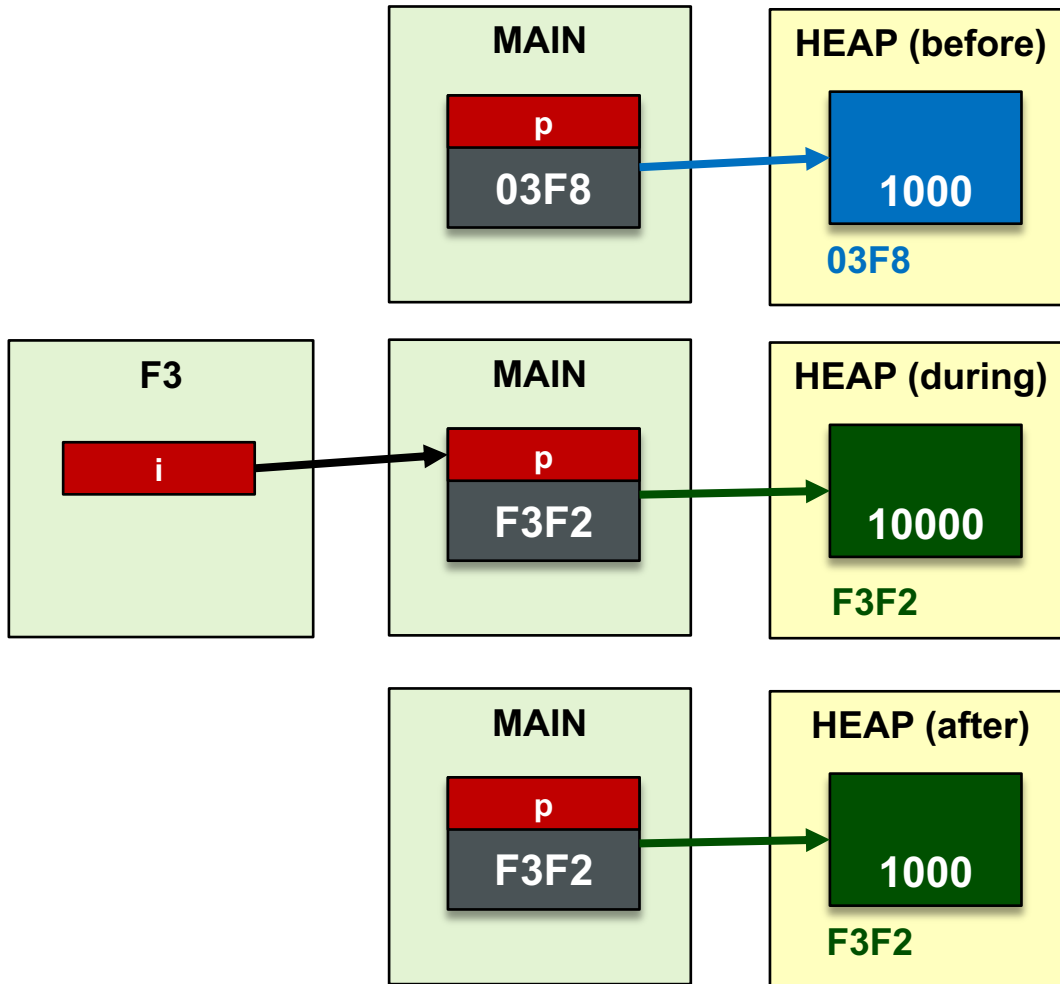 MAIN
HEAP (before)
p
03F8
1000
03F8
F3
MAIN
HEAP (during)
i
p
F3F2
10000
F3F2
MAIN
HEAP (after)
p
F3F2
1000
F3F2